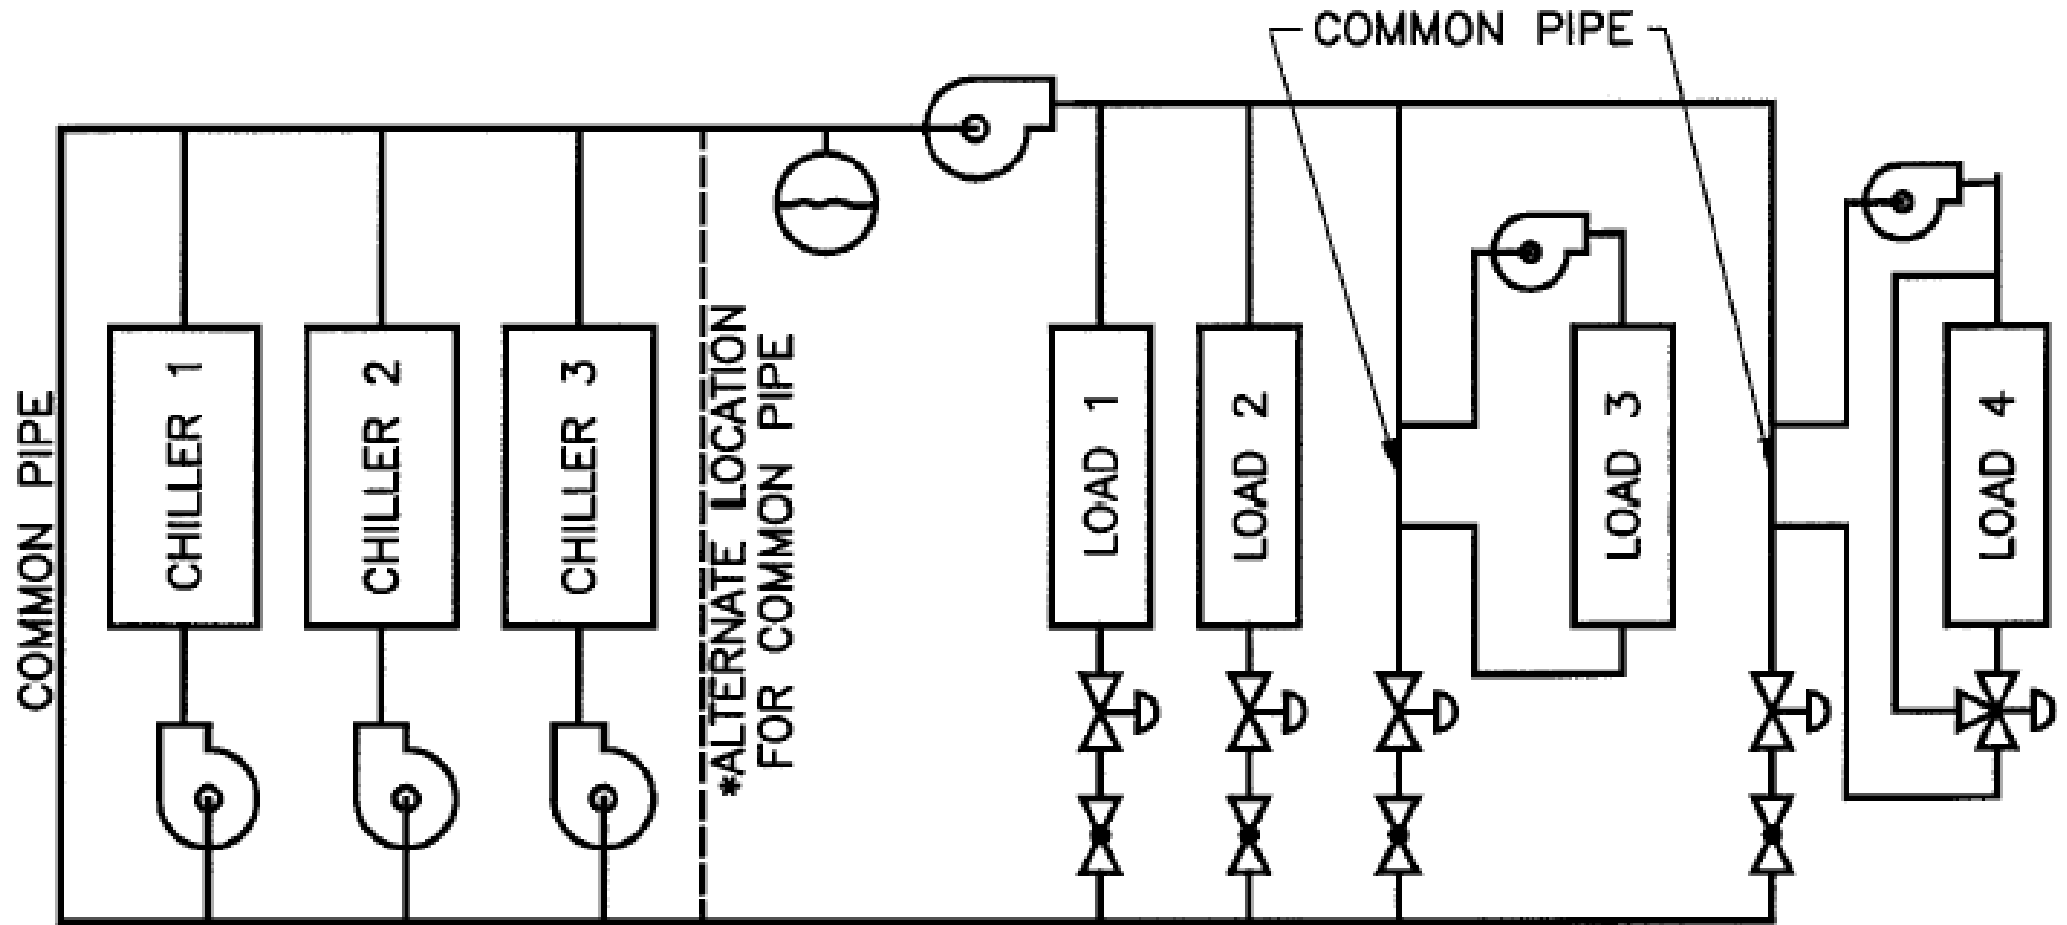 COMMON PIPE
COMMON PIPE
CHILLER 1
CHILLER 2
CHILLER 3
*ALTERNATE LOCATION
FOR COMMON PIPE
LOAD 1
LOAD 2
LOAD 3
LOAD 4